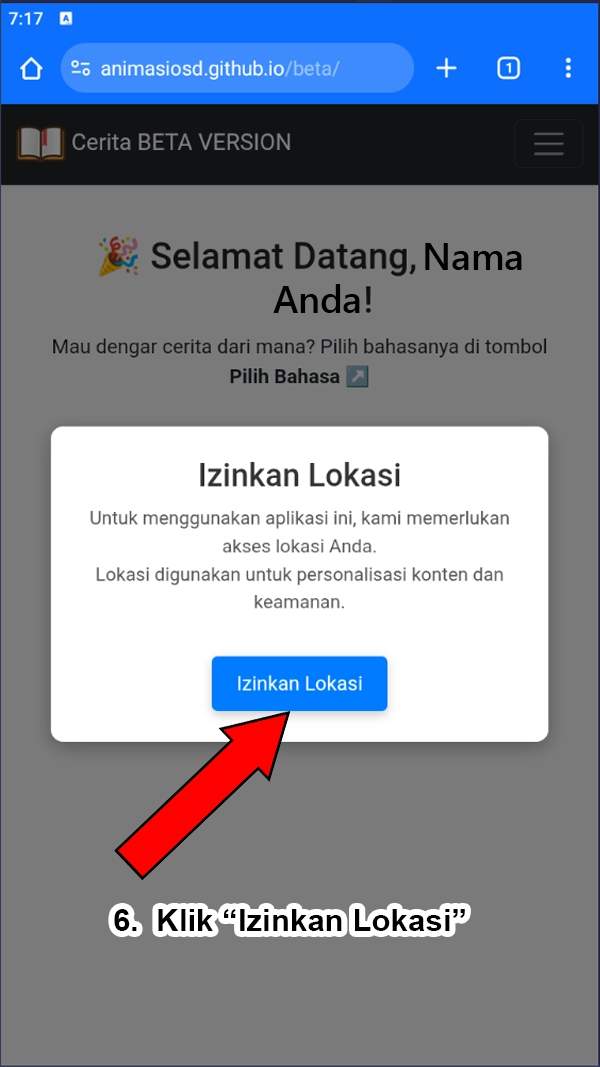 7:17 A
animasiosd.github.io/beta/ 1
Cerita BETA VERSION
Selamat Datang, Nama
Anda!
Mau dengar cerita dari mana? Pilih bahasanya di tombol
Pilih Bahasa
Izinkan Lokasi
Untuk menggunakan aplikasi ini, kami memerlukan
akses lokasi Anda.
Lokasi digunakan untuk personalisasi konten dan
keamanan.
Izinkan Lokasi
6. Klik “Izinkan Lokasi”